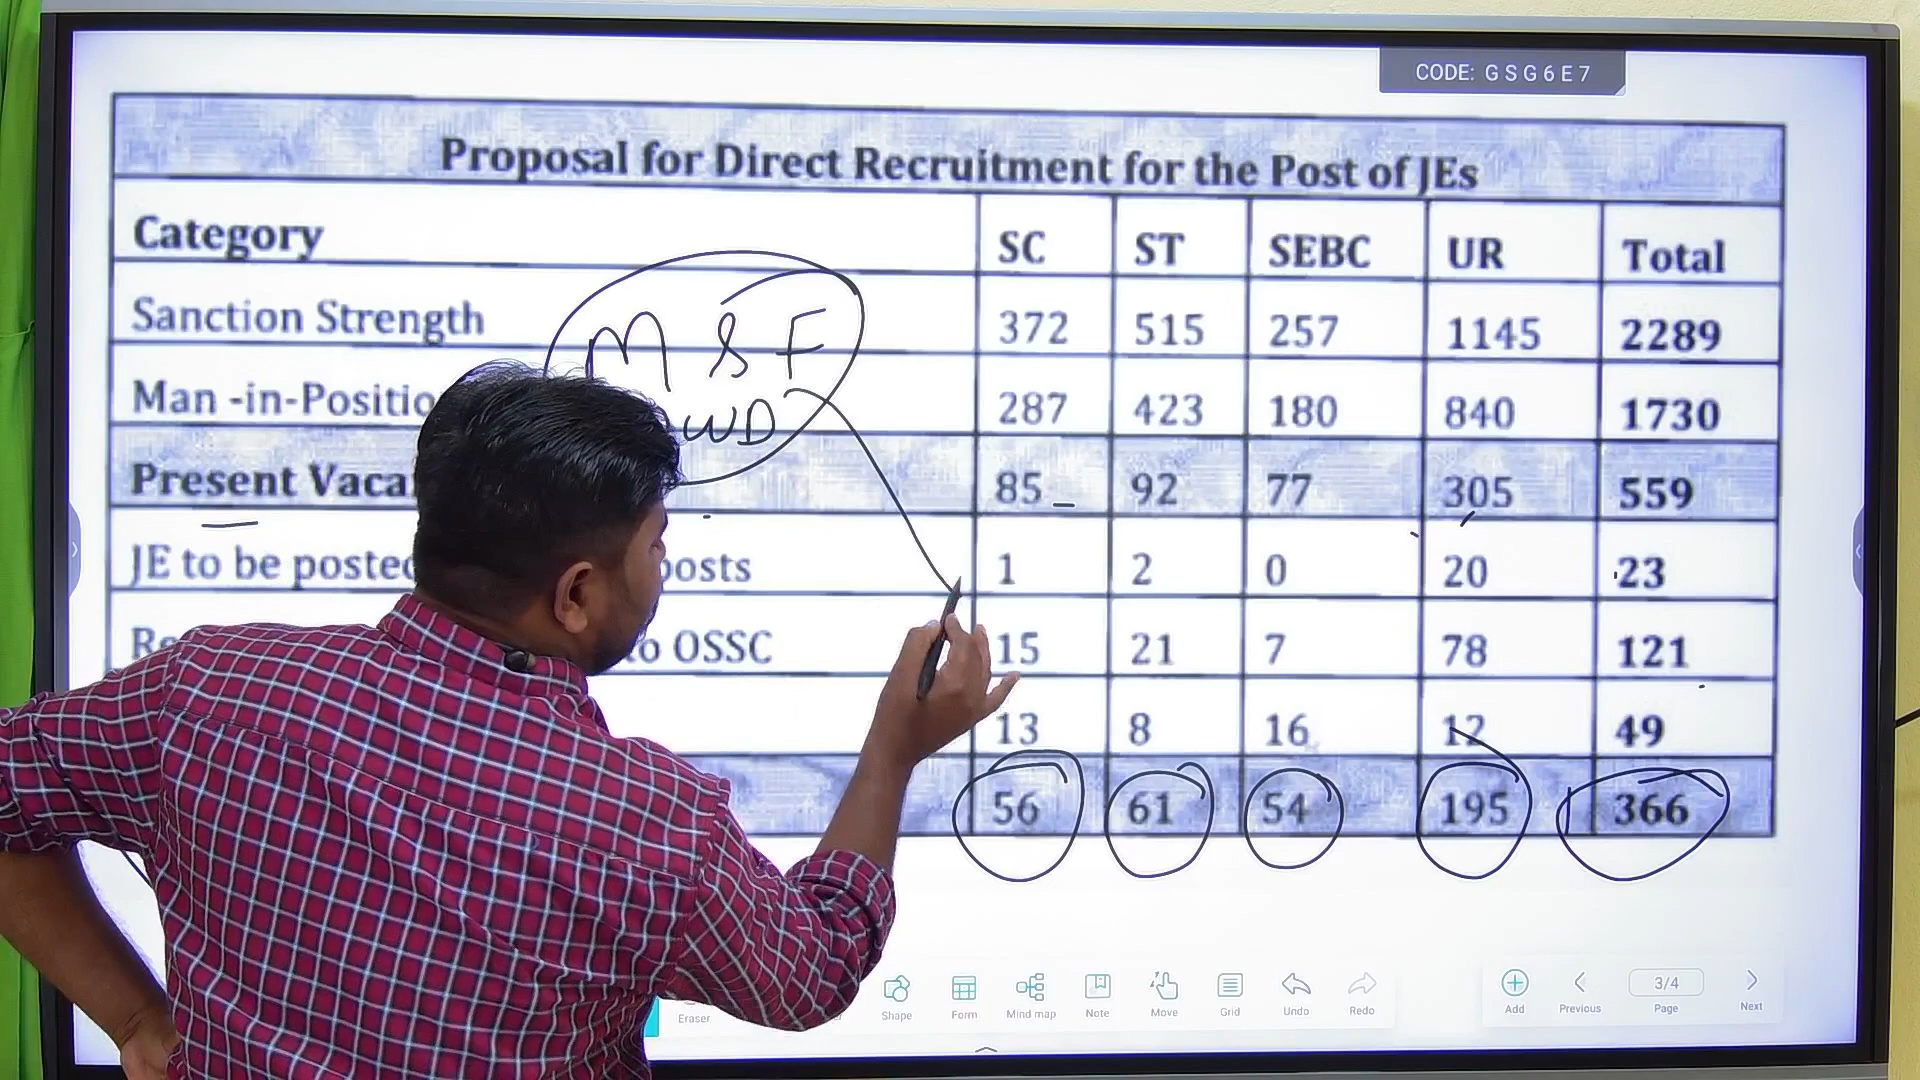 CODE: GSG6E7
Proposal for Direct Recruitment for the Post of JEs
Category SC ST SEBC UR Total
Sanction Strength 372 515 257 1145 2289
M & F
Man -in-Positio 287 423 180 840 1730
WD
Present Vaca 85 92 77 305 559
JE to be posted posts 1 2 0 20 23
to OSSC 15 21 7 78 121
13 8 16 12 49
56 61 54 195 366
Eraser Shape Form Mind map Note Move Grid Undo Redo Add Previous 3/4 Page Next